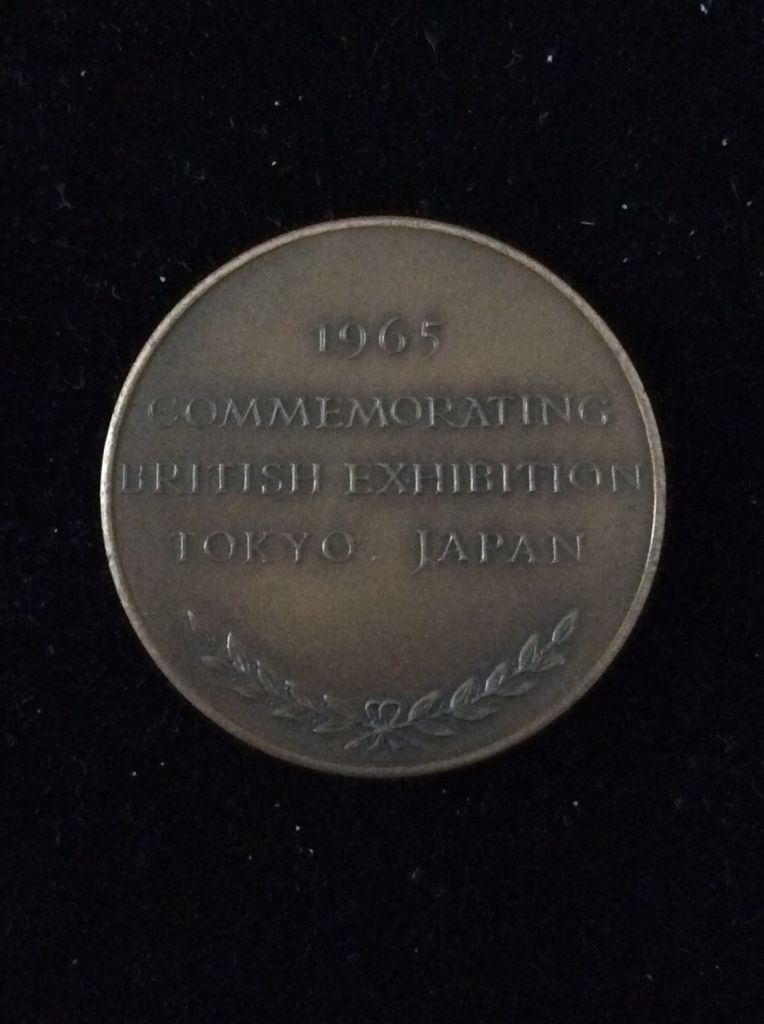 1965
COMMEMORATING
BRITISH EXHIBITION
TOKYO. JAPAN